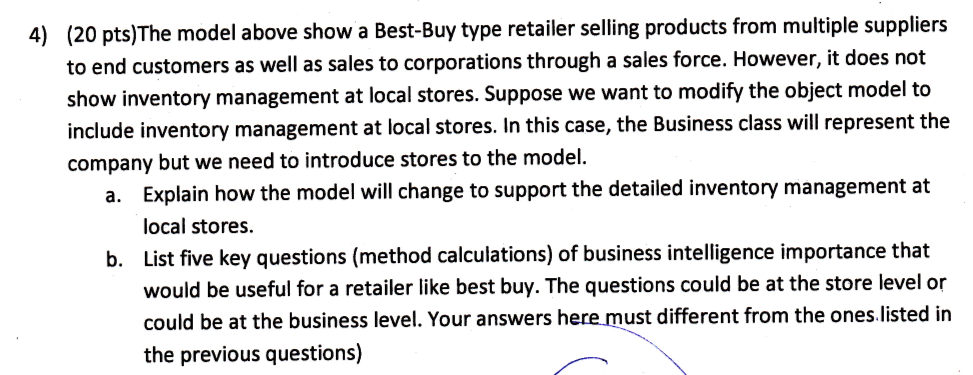 4) (20 pts)The model above show a Best-Buy type retailer selling products from multiple suppliers
to end customers as well as sales to corporations through a sales force. However, it does not
show inventory management at local stores. Suppose we want to modify the object model to
include inventory management at local stores. In this case, the Business class will represent the
company but we need to introduce stores to the model.
a. Explain how the model will change to support the detailed inventory management at
local stores.
b. List five key questions (method calculations) of business intelligence importance that
would be useful for a retailer like best buy. The questions could be at the store level or
could be at the business level. Your answers here must different from the ones listed in
the previous questions)